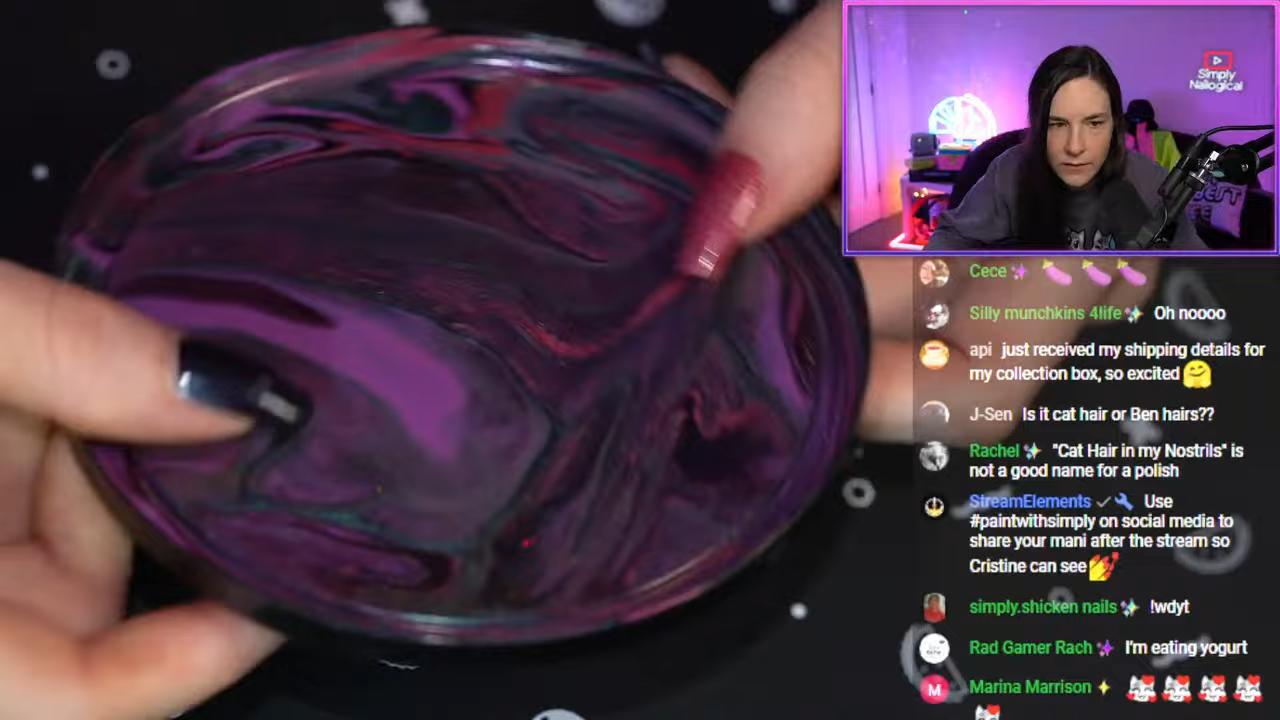 Simply
Nailogical
Cece
Silly munchkins 4life Oh noooo
api just received my shipping details for
my collection box, so excited
J-Sen Is it cat hair or Ben hairs??
Rachel "Cat Hair in my Nostrils" is
not a good name for a polish
StreamElements Use
#paintwithsimply on social media to
share your mani after the stream so
Cristine can see
simply.shicken nails !wdyt
Rad Gamer Rach I'm eating yogurt
M Marina Marrison